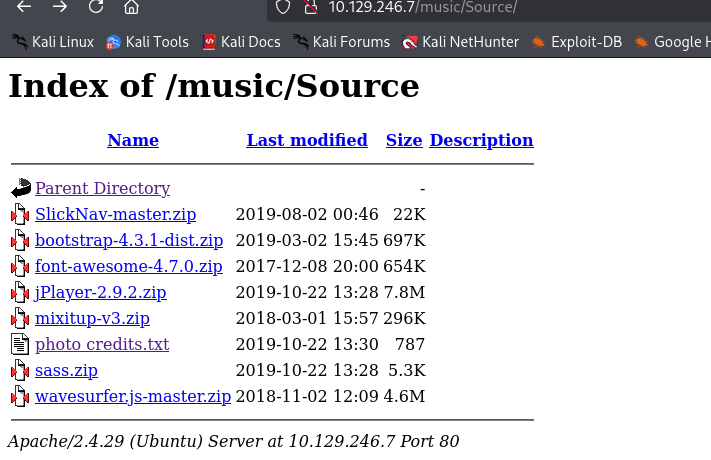 10.129.246.7/music/Source/
Kali Linux Kali Tools Kali Docs Kali Forums Kali NetHunter Exploit-DB Google H
Index of /music/Source
Name Last modified Size Description
Parent Directory -
SlickNav-master.zip 2019-08-02 00:46 22K
bootstrap-4.3.1-dist.zip 2019-03-02 15:45 697K
font-awesome-4.7.0.zip 2017-12-08 20:00 654K
jPlayer-2.9.2.zip 2019-10-22 13:28 7.8M
mixitup-v3.zip 2018-03-01 15:57 296K
photo credits.txt 2019-10-22 13:30 787
sass.zip 2019-10-22 13:28 5.3K
wavesurfer.js-master.zip 2018-11-02 12:09 4.6M
Apache/2.4.29 (Ubuntu) Server at 10.129.246.7 Port 80